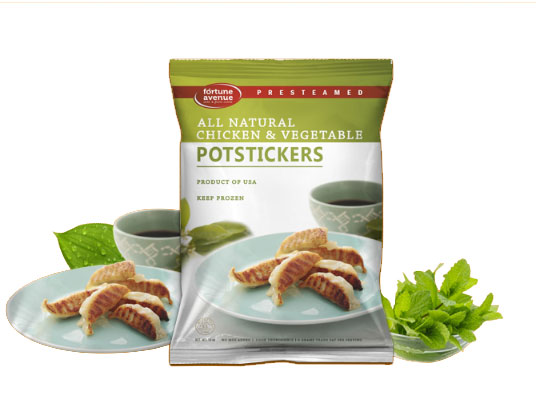 fortune
avenue
PRESTEAMED
ALL NATURAL
CHICKEN & VEGETABLE
POTSTICKERS
PRODUCT OF USA
KEEP FROZEN